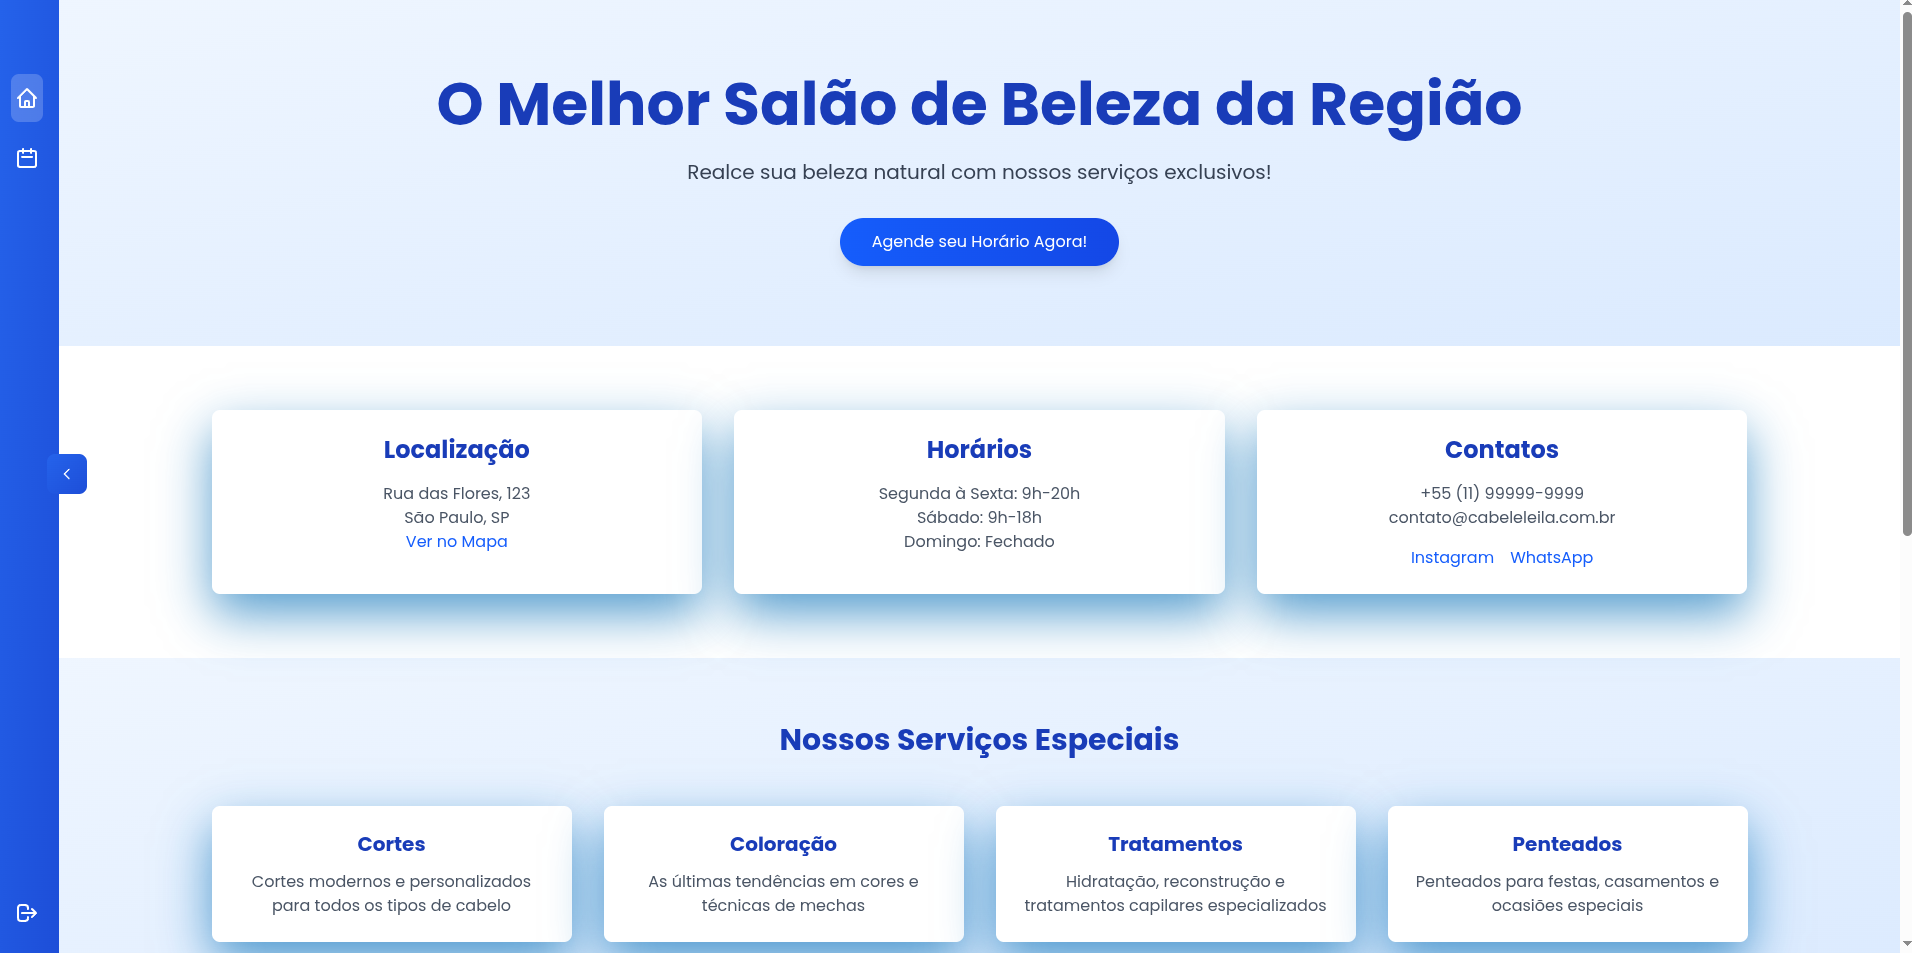 O Melhor Salão de Beleza da Região
Realce sua beleza natural com nossos serviços exclusivos!
Agende seu Horário Agora!
Localização
Rua das Flores, 123
São Paulo, SP
Ver no Mapa
Horários
Segunda à Sexta: 9h-20h
Sábado: 9h-18h
Domingo: Fechado
Contatos
+55 (11) 99999-9999
contato@cabeleleila.com.br
Instagram WhatsApp
Nossos Serviços Especiais
Cortes
Cortes modernos e personalizados
para todos os tipos de cabelo
Coloração
As últimas tendências em cores e
técnicas de mechas
Tratamentos
Hidratação, reconstrução e
tratamentos capilares especializados
Penteados
Penteados para festas, casamentos e
ocasiões especiais